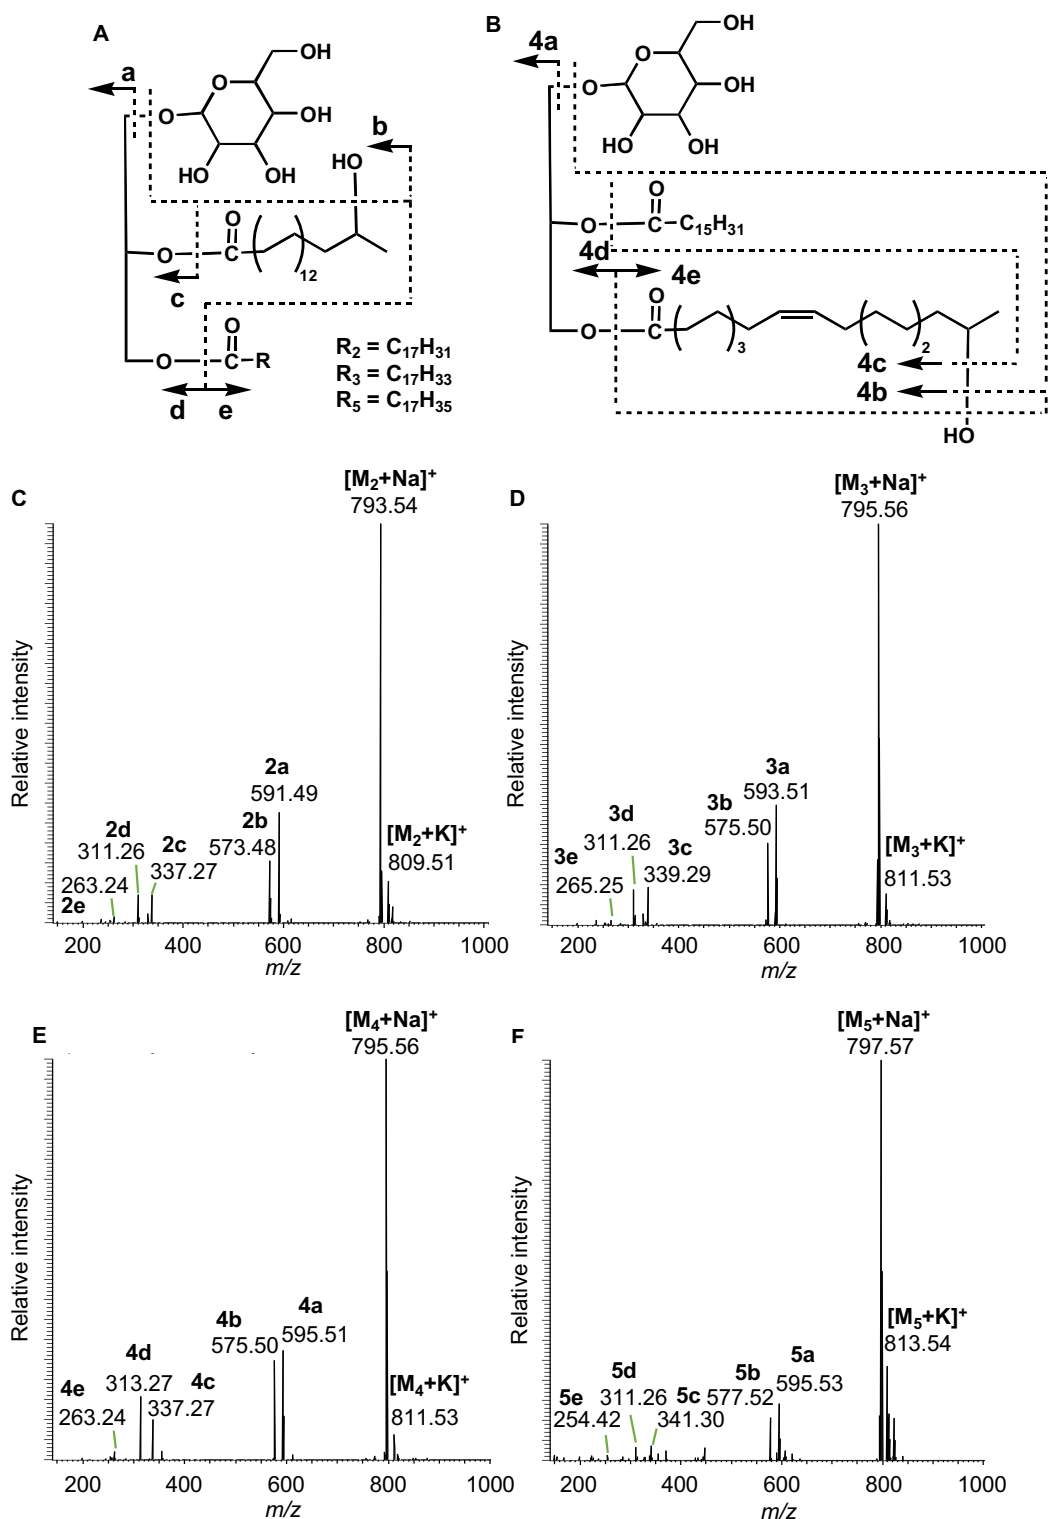 A
a
OH
O
O
OH
HO
OH
b
HO
O
O
C
12
c
O
O
C
R
d
e
R2 = C17H31
R3 = C17H33
R5 = C17H35
B
4a
OH
O
O
OH
HO
OH
O
O
C
C15H31
4d
4e
O
O
C
3
2
4c
4b
HO
C
[M2+Na]+
793.54
2a
591.49
2b
573.48
[M2+K]+
809.51
2d
311.26
2c
337.27
263.24
2e
Relative intensity
200 400 600 800 1000
m/z
D
[M3+Na]+
795.56
3a
593.51
3b
575.50
[M3+K]+
811.53
3d
311.26
3c
339.29
3e
265.25
Relative intensity
200 400 600 800 1000
m/z
E
[M4+Na]+
795.56
4a
595.51
4b
575.50
[M4+K]+
811.53
4d
313.27
4c
337.27
4e
263.24
Relative intensity
200 400 600 800 1000
m/z
F
[M5+Na]+
797.57
[M5+K]+
813.54
5a
595.53
5b
577.52
5d
311.26
5c
341.30
5e
254.42
Relative intensity
200 400 600 800 1000
m/z